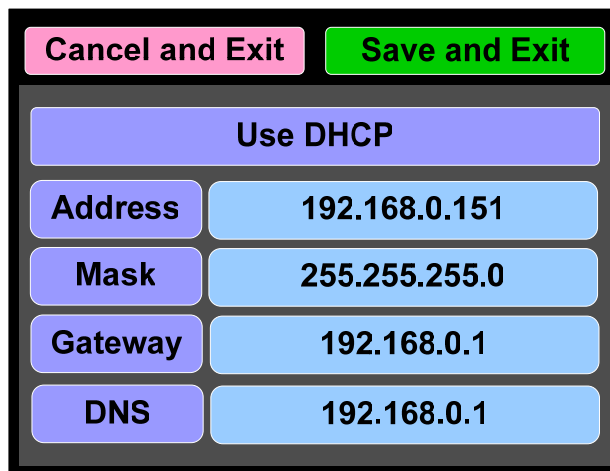 Cancel and Exit Save and Exit
Use DHCP
Address 192.168.0.151
Mask 255.255.255.0
Gateway 192.168.0.1
DNS 192.168.0.1